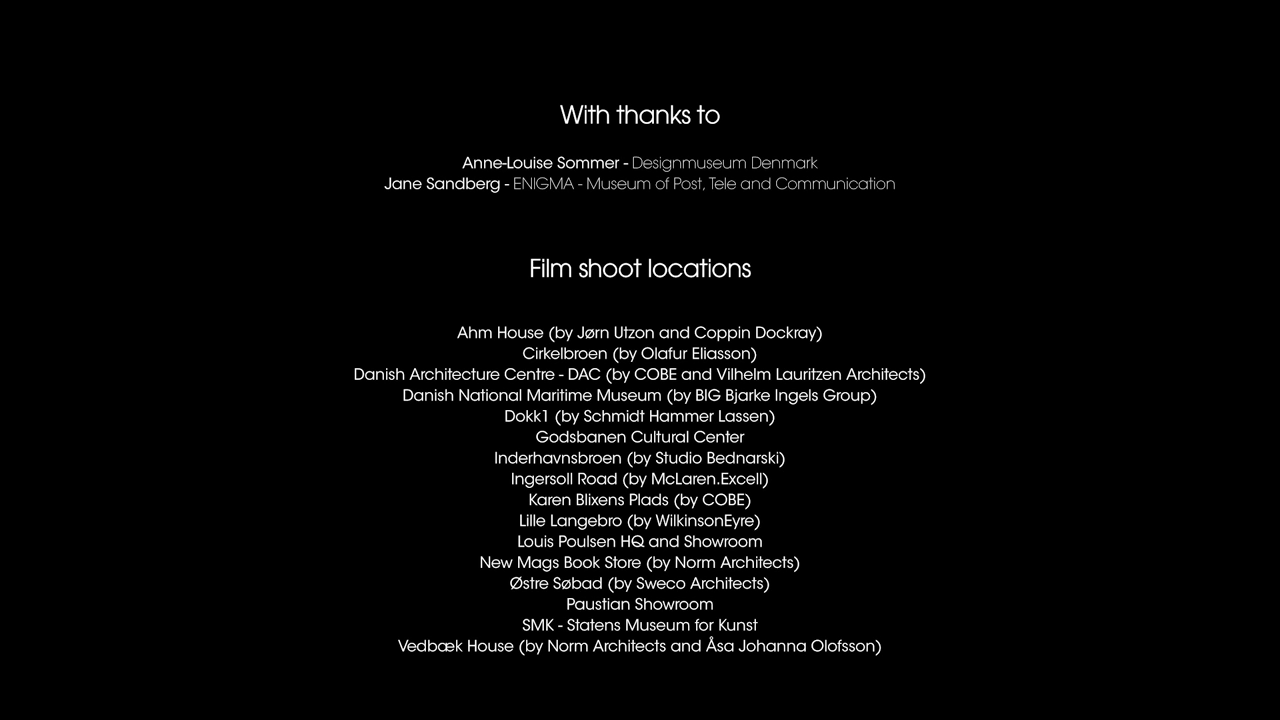 With thanks to
Anne-Louise Sommer - Designmuseum Denmark
Jane Sandberg - ENIGMA - Museum of Post, Tele and Communication
Film shoot locations
Ahm House (by Jørn Utzon and Coppin Dockray)
Cirkelbroen (by Olafur Eliasson)
Danish Architecture Centre - DAC (by COBE and Vilhelm Lauritzen Architects)
Danish National Maritime Museum (by BIG Bjarke Ingels Group)
Dokk1 (by Schmidt Hammer Lassen)
Godsbanen Cultural Center
Inderhavnsbroen (by Studio Bednarski)
Ingersoll Road (by McLaren.Excell)
Karen Blixens Plads (by COBE)
Lille Langebro (by WilkinsonEyre)
Louis Poulsen HQ and Showroom
New Mags Book Store (by Norm Architects)
Østre Søbad (by Sweco Architects)
Paustian Showroom
SMK - Statens Museum for Kunst
Vedbæk House (by Norm Architects and Åsa Johanna Olofsson)